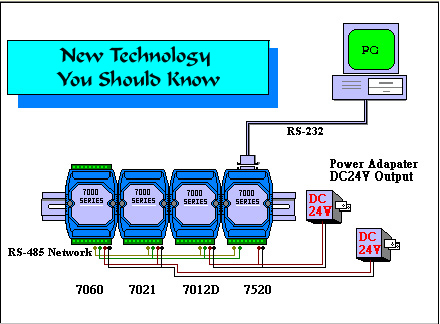 New Technology
You Should Know
PC
RS-232
Power Adapater
DC24V Output
7000
SERIES
7000
SERIES
7000
SERIES
7000
SERIES
DC
24V
DC
24V
RS-485 Network
7060
7021
7012D
7520